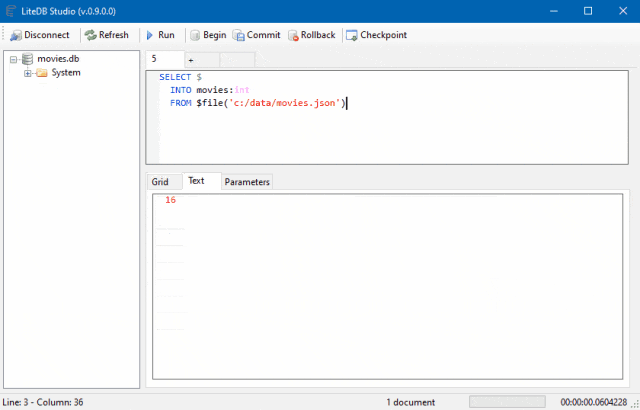 LiteDB Studio (v.0.9.0.0)
Disconnect Refresh Run Begin Commit Rollback Checkpoint
movies.db
System
5 +
SELECT $
INTO movies:int
FROM $file('c:/data/movies.json')
Grid Text Parameters
16
Line: 3 - Column: 36 1 document 00:00:00.0604228